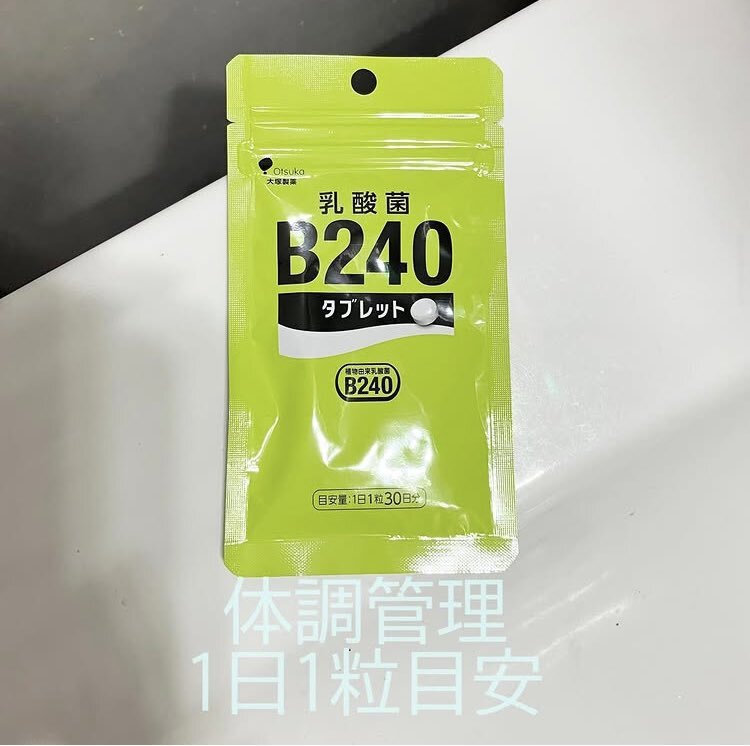 Otsuka
大塚製薬
乳酸菌
B240
タブレット
植物由来乳酸菌
B240
目安量:1日1粒30日分
体調管理
1日1粒目安